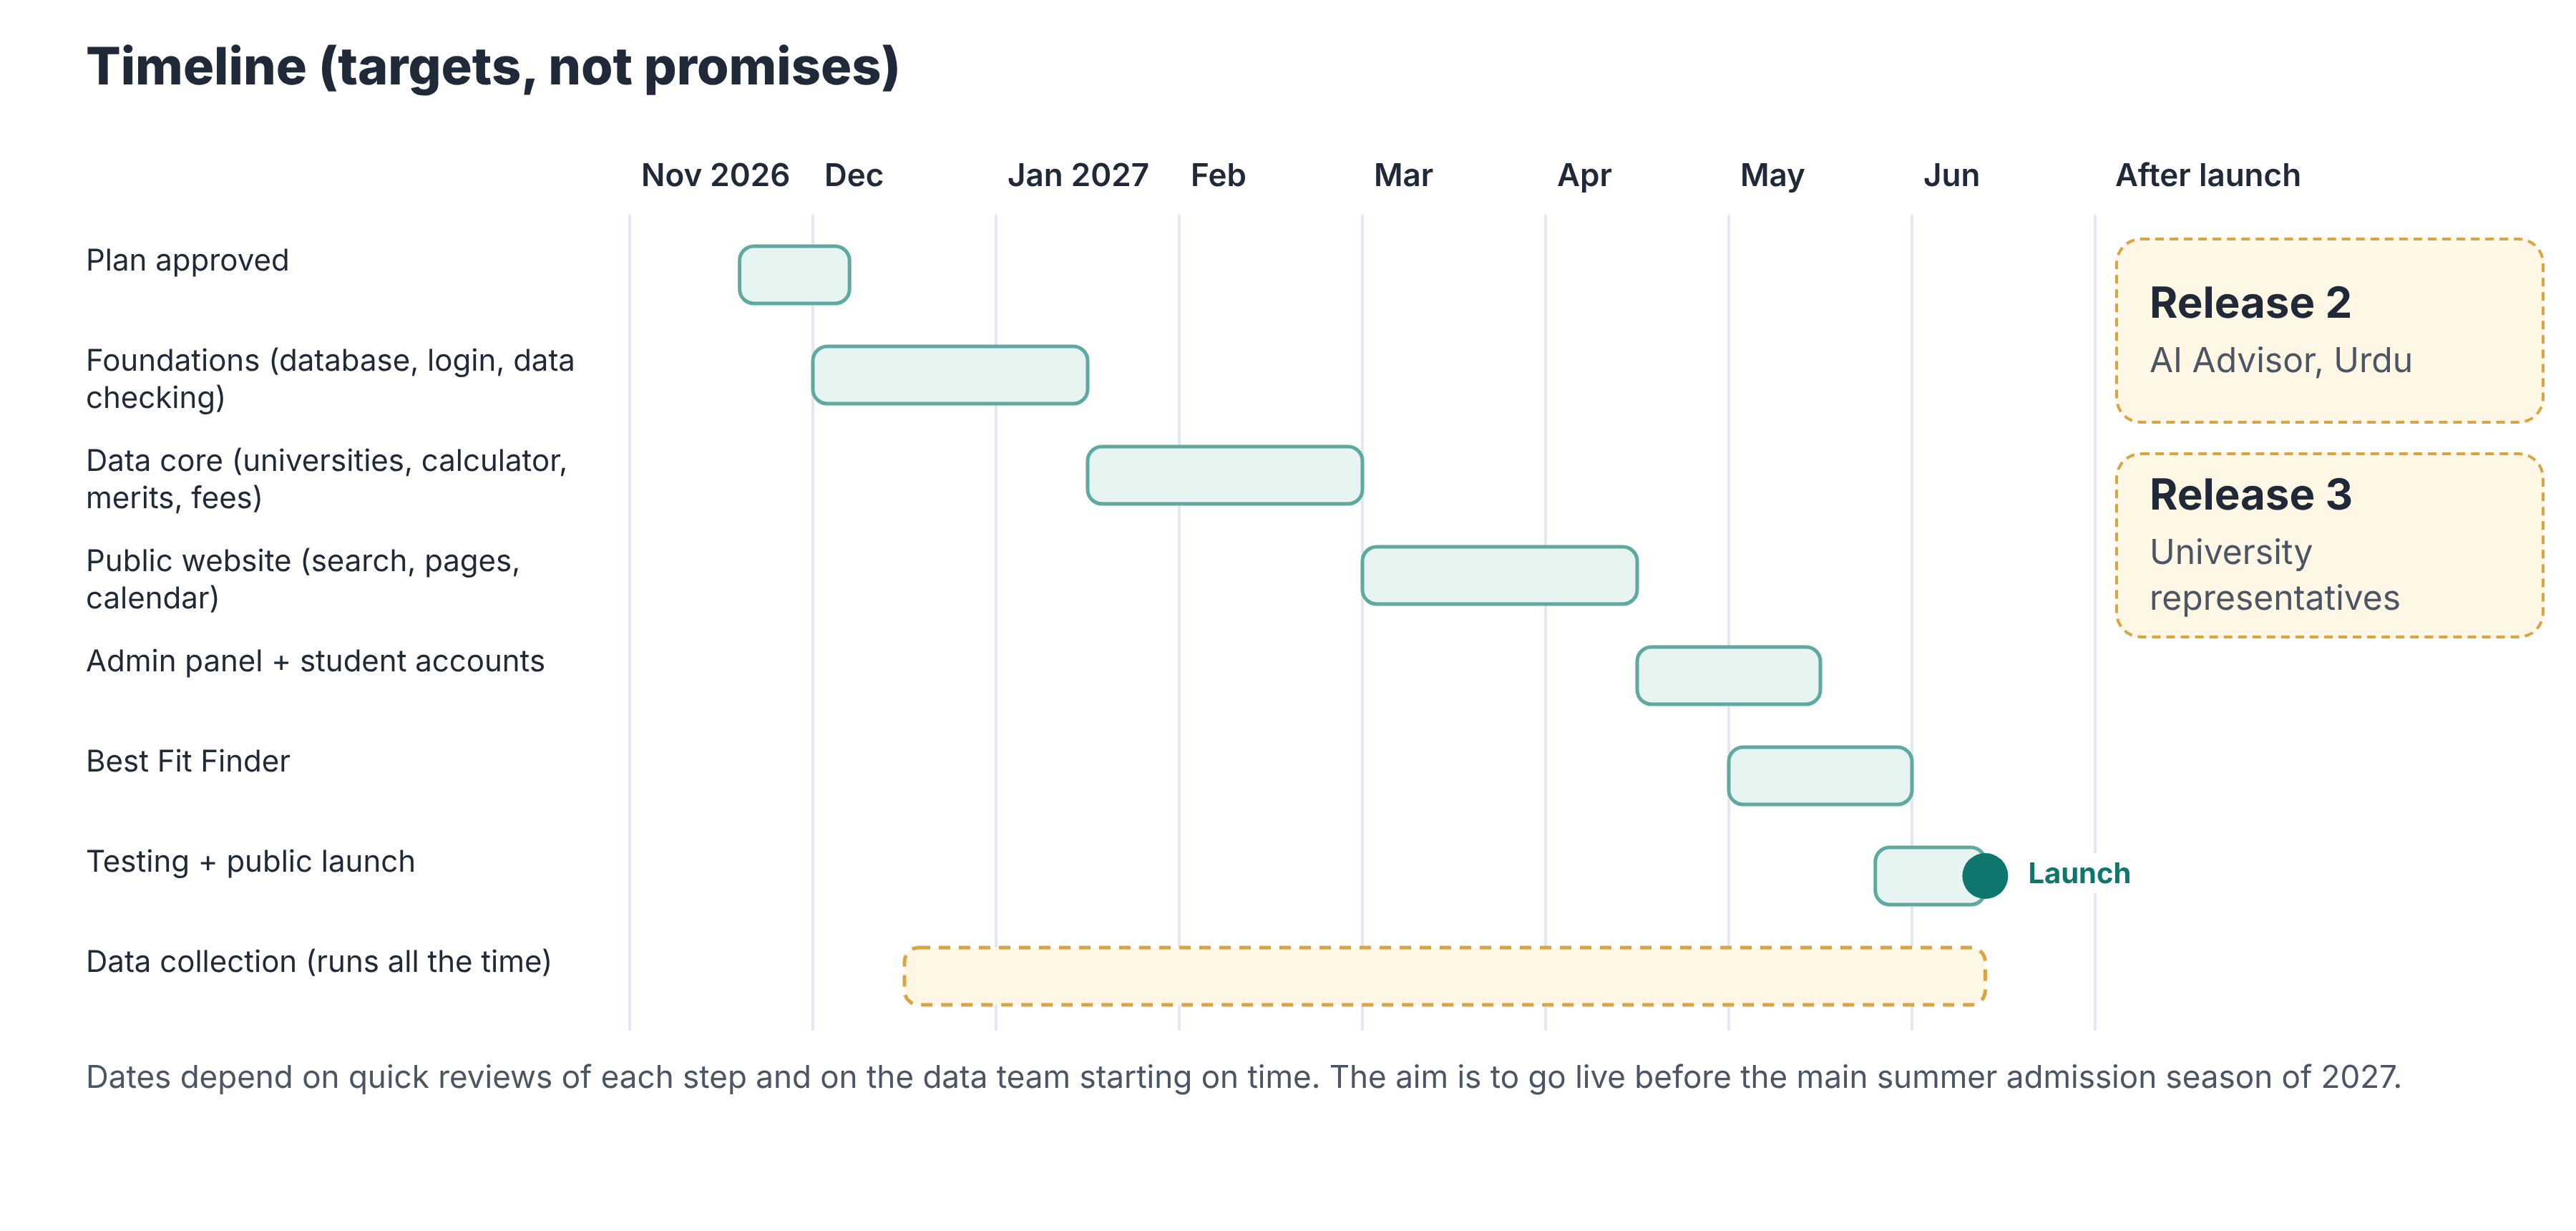 Timeline (targets, not promises)
Nov 2026 Dec Jan 2027 Feb Mar Apr May Jun After launch
Plan approved
Foundations (database, login, data
checking)
Data core (universities, calculator,
merits, fees)
Public website (search, pages,
calendar)
Admin panel + student accounts
Best Fit Finder
Testing + public launch
Launch
Data collection (runs all the time)
Release 2
AI Advisor, Urdu
Release 3
University
representatives
Dates depend on quick reviews of each step and on the data team starting on time. The aim is to go live before the main summer admission season of 2027.